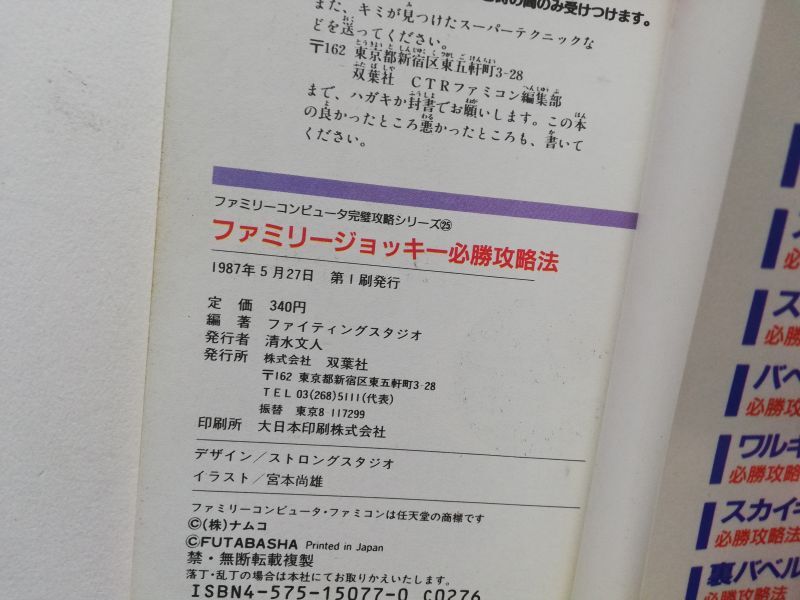 の間のみ受けつけます。
また、キミが見つけたスーパーテクニックな
どを送ってください。
〒162 東京都新宿区東五軒町3-28
双葉社 CTRファミコン編集部
まで、ハガキか封書でお願いします。この本
の良かったところ悪かったところも、書いて
ください。
ファミリーコンピュータ完璧攻略シリーズ㉕
ファミリージョッキー必勝攻略法
1987年5月27日 第1刷発行
定 価 340円
編 著 ファイティングスタジオ
発行者 清水文人
発行所 株式会社 双葉社
〒162 東京都新宿区東五軒町3-28
TEL 03(268)5111(代表)
振替 東京8 117299
印刷所 大日本印刷株式会社
デザイン/ストロングスタジオ
イラスト/宮本尚雄
ファミリーコンピュータ・ファミコンは任天堂の商標です
©(株)ナムコ
©FUTABASHA Printed in Japan
禁・無断転載複製
落丁・乱丁の場合は本社にてお取りかえいたします。
ISBN4-575-15077-0 C0276
必
ス
必勝
バベ
必勝攻
ワルキ
必勝攻略
スカイキ
必勝攻略法
裏バベル
必勝攻略法